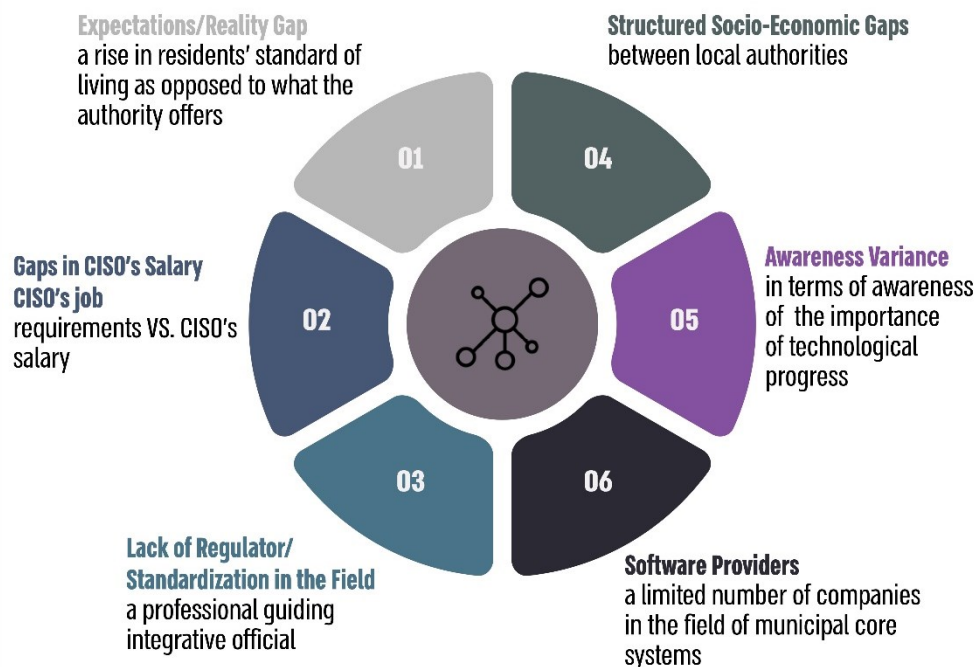 Expectations/Reality Gap
a rise in residents' standard of
living as opposed to what the
authority offers
01
Gaps in CISO's Salary
CISO's job
requirements VS. CISO's
salary
02
Lack of Regulator/
Standardization in the Field
a professional guiding
integrative official
03
Structured Socio-Economic Gaps
between local authorities
04
Awareness Variance
in terms of awareness
of the importance
of technological
progress
05
Software Providers
a limited number of companies
in the field of municipal core
systems
06